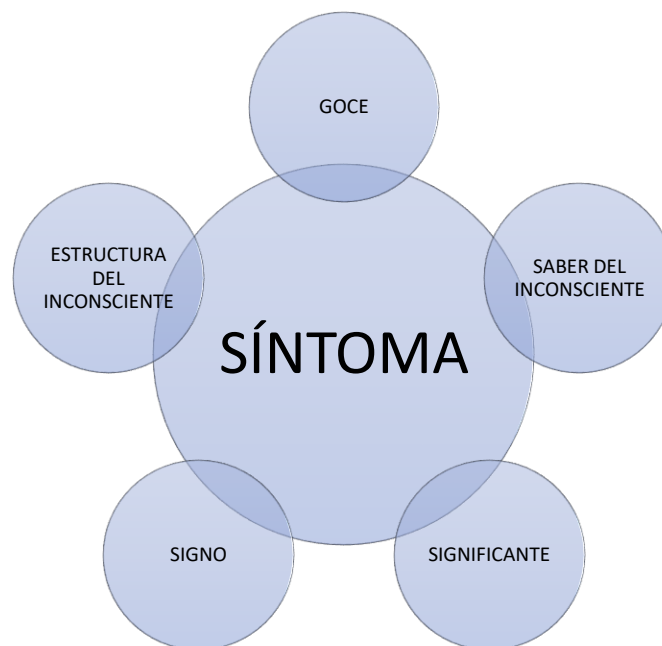 GOCE
ESTRUCTURA
DEL
INCONSCIENTE
SABER DEL
INCONSCIENTE
SÍNTOMA
SIGNO
SIGNIFICANTE